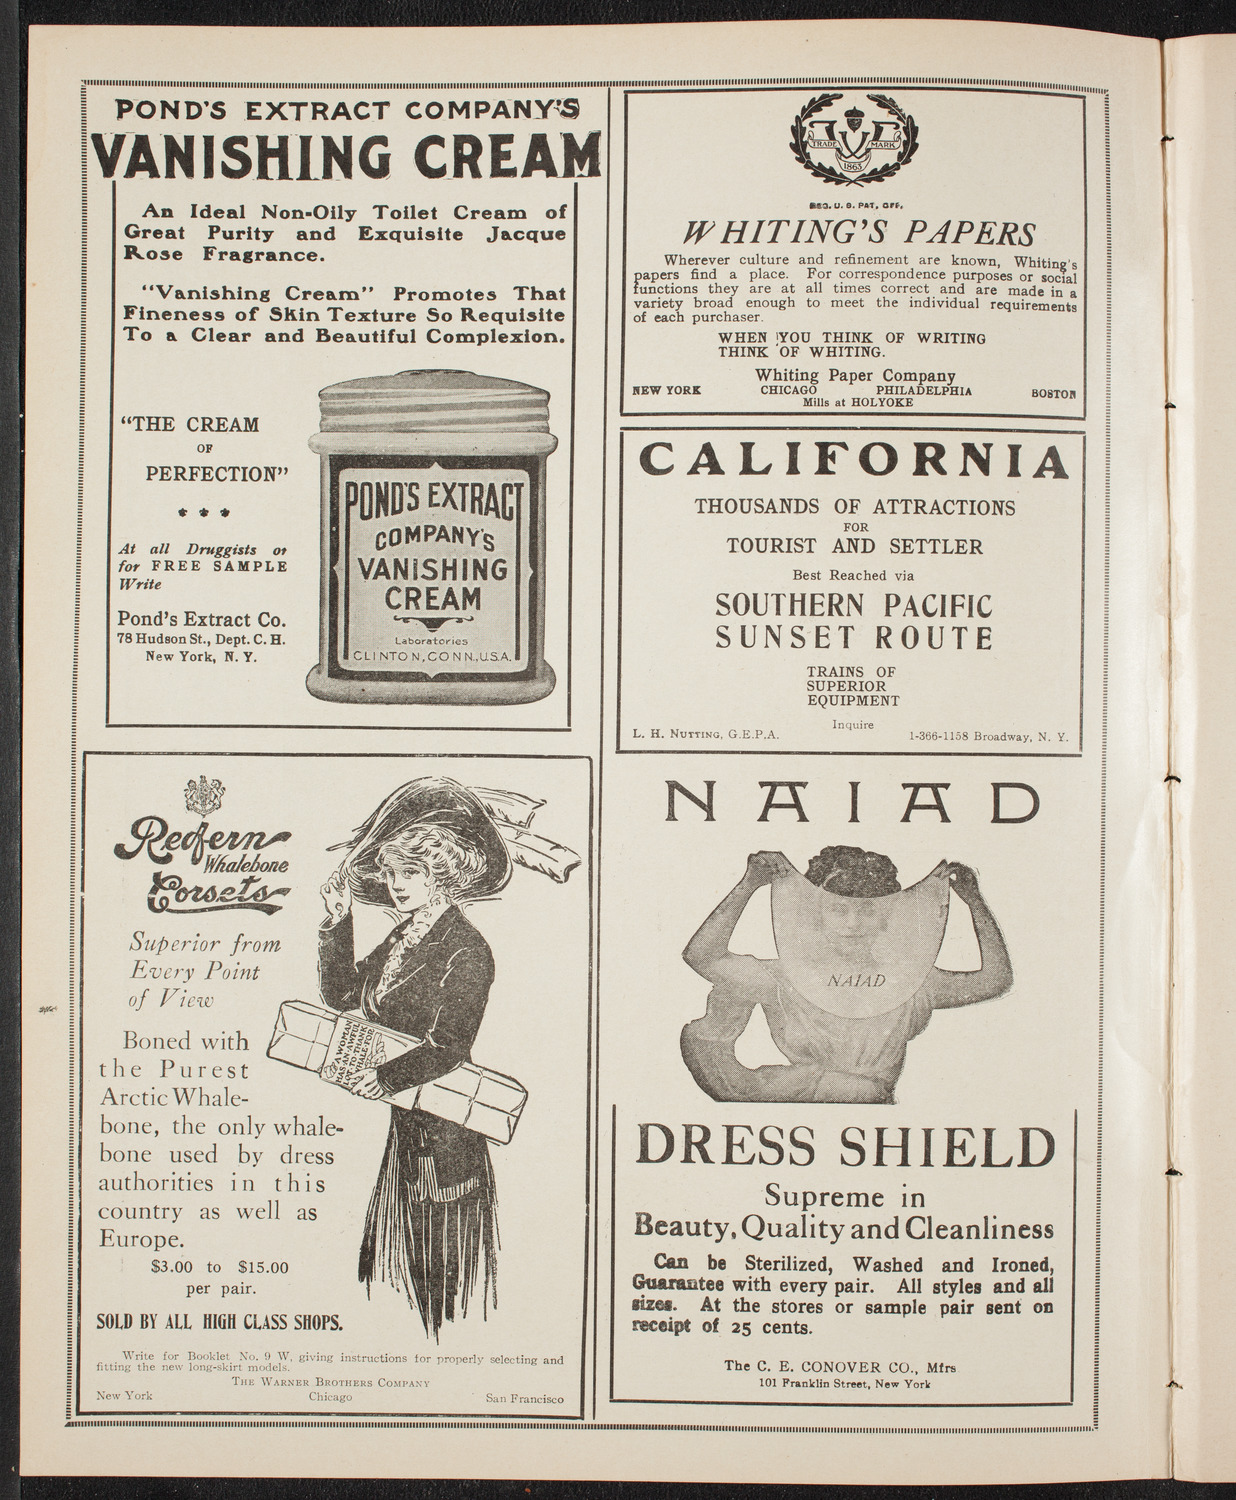 POND'S EXTRACT COMPANY'S
VANISHING CREAM
An Ideal Non-Oily Toilet Cream of
Great Purity and Exquisite Jacque
Rose Fragrance.
"Vanishing Cream" Promotes That
Fineness of Skin Texture So Requisite
To a Clear and Beautiful Complexion.
"THE CREAM
OF
PERFECTION"
* * *
At all Druggists or
for FREE SAMPLE
Write
Pond's Extract Co.
78 Hudson St., Dept. C. H.
New York, N. Y.
POND'S EXTRACT
COMPANY'S
VANISHING
CREAM
Laboratories
CLINTON, CONN., U.S.A.
Redfern
Whalebone
Corsets
Superior from
Every Point
of View
Boned with
the Purest
Arctic Whale-
bone, the only whale-
bone used by dress
authorities in this
country as well as
Europe.
$3.00 to $15.00
per pair.
SOLD BY ALL HIGH CLASS SHOPS.
A WOMAN
HAS AN AWFUL
LOT TO THANK
A WHALE FOR
Write for Booklet No. 9 W, giving instructions for properly selecting and
fitting the new long-skirt models.
THE WARNER BROTHERS COMPANY
New York Chicago San Francisco
TRADE MARK
1865
REG. U. S. PAT. OFF.
WHITING'S PAPERS
Wherever culture and refinement are known, Whiting's
papers find a place. For correspondence purposes or social
functions they are at all times correct and are made in a
variety broad enough to meet the individual requirements
of each purchaser.
WHEN YOU THINK OF WRITING
THINK OF WHITING.
Whiting Paper Company
NEW YORK CHICAGO PHILADELPHIA BOSTON
Mills at HOLYOKE
CALIFORNIA
THOUSANDS OF ATTRACTIONS
FOR
TOURIST AND SETTLER
Best Reached via
SOUTHERN PACIFIC
SUNSET ROUTE
TRAINS OF
SUPERIOR
EQUIPMENT
Inquire
L. H. NUTTING, G.E.P.A. 1-366-1158 Broadway, N. Y.
NAIAD
NAIAD
DRESS SHIELD
Supreme in
Beauty, Quality and Cleanliness
Can be Sterilized, Washed and Ironed,
Guarantee with every pair. All styles and all
sizes. At the stores or sample pair sent on
receipt of 25 cents.
The C. E. CONOVER CO., Mfrs
101 Franklin Street, New York